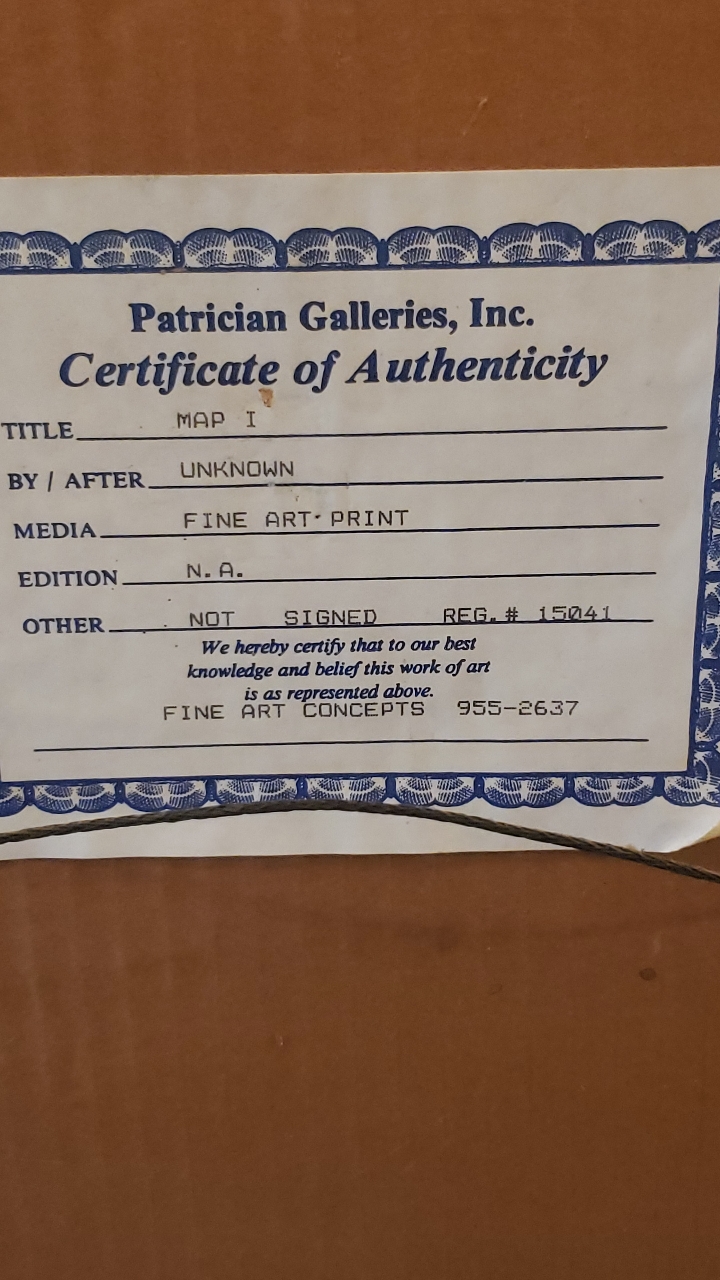 Patrician Galleries, Inc.
Certificate of Authenticity
TITLE MAP I
BY / AFTER UNKNOWN
MEDIA FINE ART PRINT
EDITION N.A.
OTHER NOT SIGNED REG.# 15041
We hereby certify that to our best
knowledge and belief this work of art
is as represented above.
FINE ART CONCEPTS 955-2637